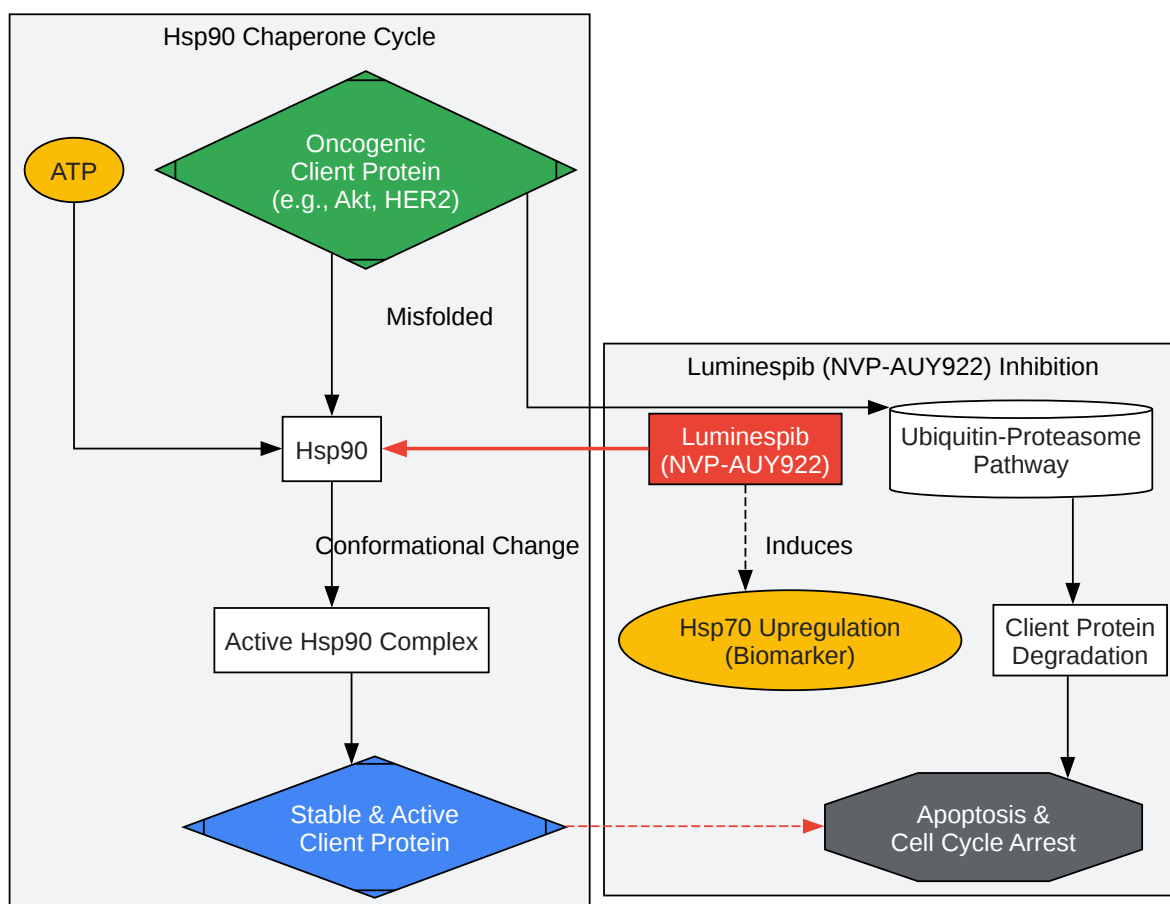 Hsp90 Chaperone Cycle
ATP
Oncogenic
Client Protein
(e.g., Akt, HER2)
Misfolded
Hsp90
Conformational Change
Active Hsp90 Complex
Stable & Active
Client Protein
Luminespib (NVP-AUY922) Inhibition
Luminespib
(NVP-AUY922)
Ubiquitin-Proteasome
Pathway
Induces
Hsp70 Upregulation
(Biomarker)
Client Protein
Degradation
Apoptosis &
Cell Cycle Arrest